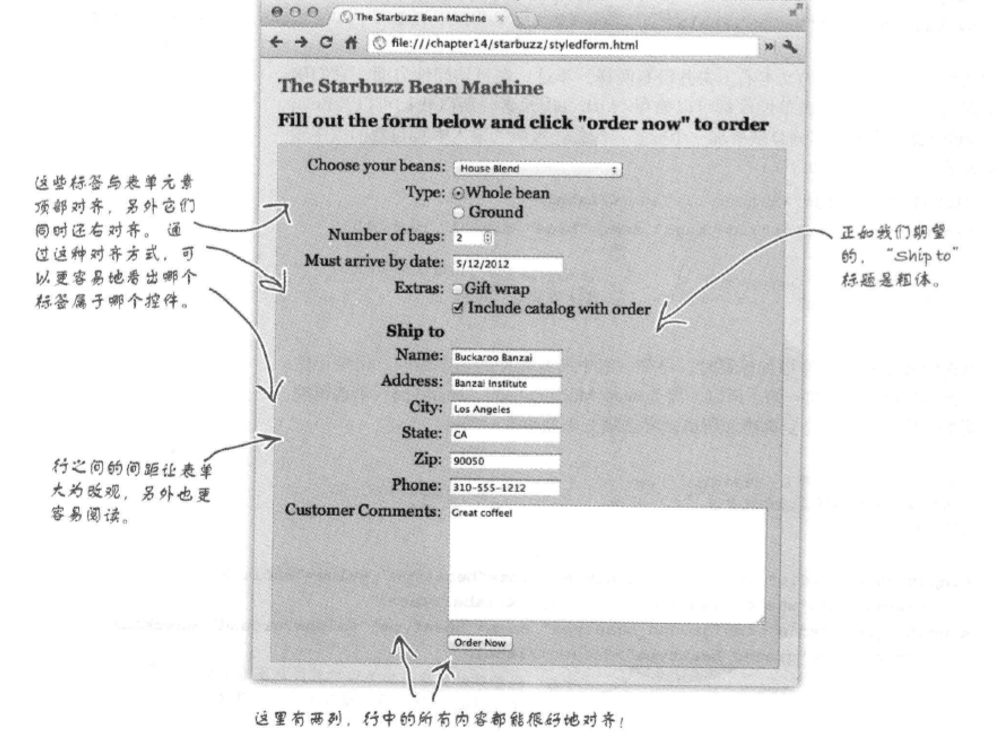 The Starbuzz Bean Machine
file:///chapter14/starbuzz/styledform.html
The Starbuzz Bean Machine
Fill out the form below and click "order now" to order
Choose your beans: House Blend
Type: Whole bean
Ground
Number of bags: 2
Must arrive by date: 5/12/2012
Extras: Gift wrap
Include catalog with order
Ship to
Name: Buckaroo Banzai
Address: Banzai Institute
City: Los Angeles
State: CA
Zip: 90050
Phone: 310-555-1212
Customer Comments: Great coffee!
Order Now
这些标签与表单元素
顶部对齐，另外它们
同时还右对齐。通
过这种对齐方式，可
以更容易地看出哪个
标签属于哪个控件。
行之间的间距让表单
大为改观，另外也更
容易阅读。
正如我们期望
的，“Ship to”
标题是粗体。
这里有两列，行中的所有内容都能很好地对齐！